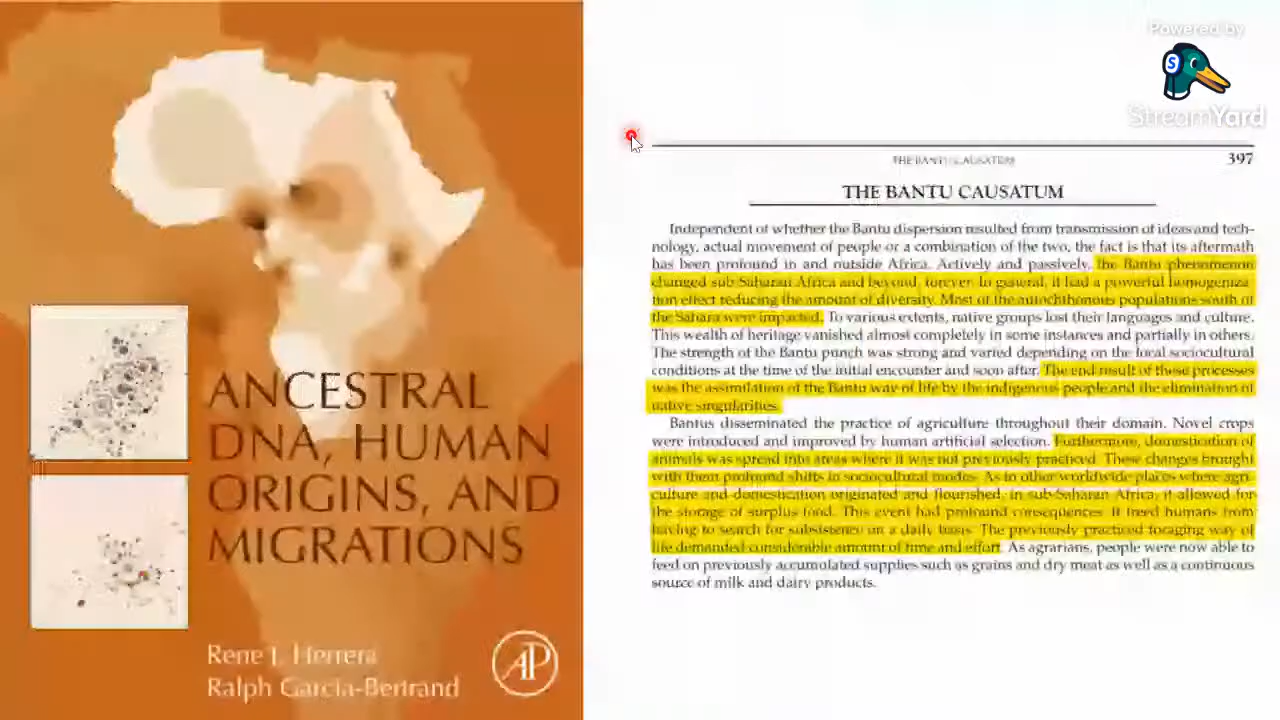 ANCESTRAL
DNA, HUMAN
ORIGINS, AND
MIGRATIONS
Rene J. Herrera
Ralph Garcia-Bertrand
AP
Powered by
S
StreamYard
THE BANTU CAUSATUM
397
THE BANTU CAUSATUM
Independent of whether the Bantu dispersion resulted from transmission of ideas and tech-
nology, actual movement of people or a combination of the two, the fact is that its aftermath
has been profound in and outside Africa. Actively and passively, the Bantu phenomenon
changed sub-Saharan Africa and beyond, forever. In general, it had a powerful homogeniza-
tion effect reducing the amount of diversity. Most of the autochthonous populations south of
the Sahara were impacted. To various extents, native groups lost their languages and culture.
This wealth of heritage vanished almost completely in some instances and partially in others.
The strength of the Bantu punch was strong and varied depending on the local sociocultural
conditions at the time of the initial encounter and soon after. The end result of these processes
was the assimilation of the Bantu way of life by the indigenous people and the elimination of
native singularities.
Bantus disseminated the practice of agriculture throughout their domain. Novel crops
were introduced and improved by human artificial selection. Furthermore, domestication of
animals was spread into areas where it was not previously practiced. These changes brought
with them profound shifts in sociocultural modes. As in other worldwide places where agri-
culture and domestication originated and flourished, in sub-Saharan Africa, it allowed for
the storage of surplus food. This event had profound consequences. It freed humans from
having to search for subsistence on a daily basis. The previously practiced foraging way of
life demanded considerable amount of time and effort. As agrarians, people were now able to
feed on previously accumulated supplies such as grains and dry meat as well as a continuous
source of milk and dairy products.